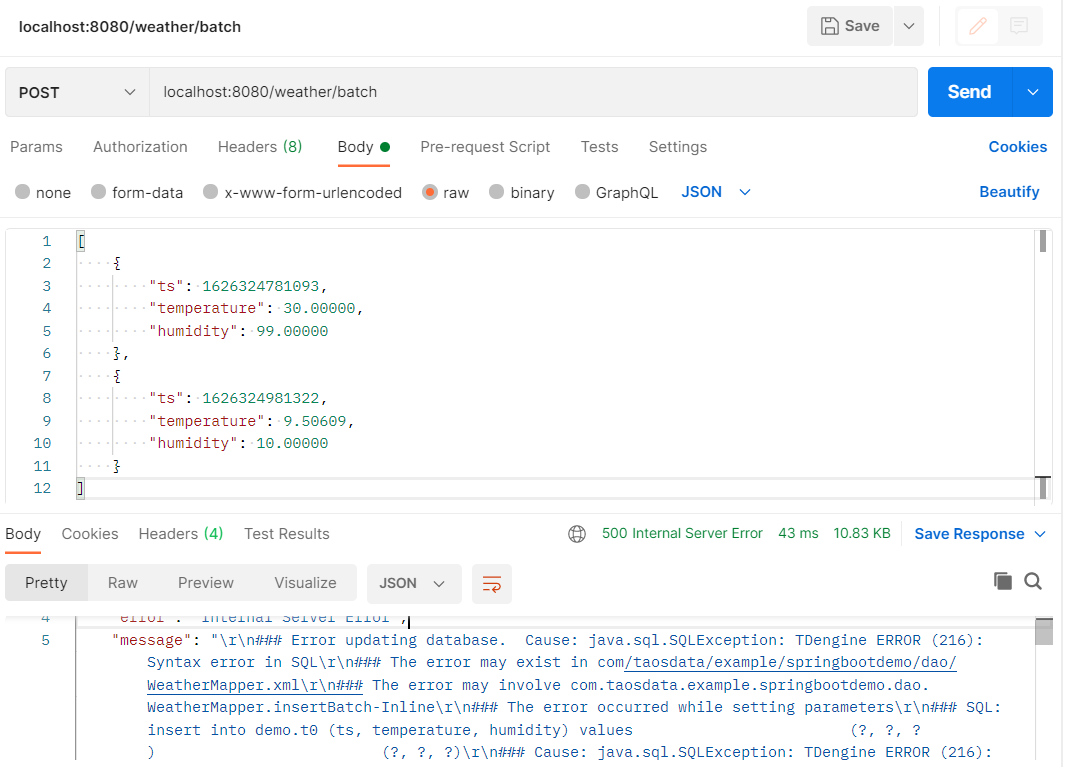 localhost:8080/weather/batch
Save
POST
localhost:8080/weather/batch
Send
Params Authorization Headers (8) Body Pre-request Script Tests Settings Cookies
none form-data x-www-form-urlencoded raw binary GraphQL JSON Beautify
1 [
2 {
3 "ts": 1626324781093,
4 "temperature": 30.00000,
5 "humidity": 99.00000
6 },
7 {
8 "ts": 1626324981322,
9 "temperature": 9.50609,
10 "humidity": 10.00000
11 }
12 ]
Body Cookies Headers (4) Test Results 500 Internal Server Error 43 ms 10.83 KB Save Response
Pretty Raw Preview Visualize JSON
4 "error": "Internal Server Error",
5 "message": "\r\n### Error updating database.  Cause: java.sql.SQLException: TDengine ERROR (216):
Syntax error in SQL\r\n### The error may exist in com/taosdata/example/springbootdemo/dao/
WeatherMapper.xml\r\n### The error may involve com.taosdata.example.springbootdemo.dao.
WeatherMapper.insertBatch-Inline\r\n### The error occurred while setting parameters\r\n### SQL:
insert into demo.t0 (ts, temperature, humidity) values (?, ?, ?
) (?, ?, ?)\r\n### Cause: java.sql.SQLException: TDengine ERROR (216):